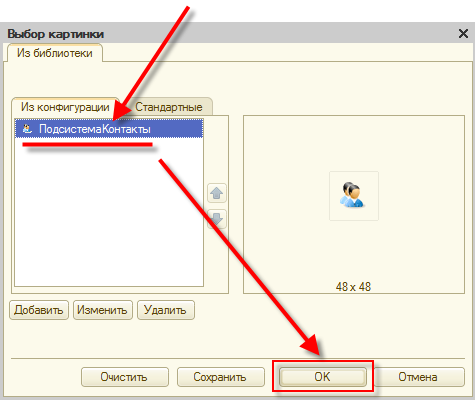 Выбор картинки
Из библиотеки
Из конфигурации
Стандартные
ПодсистемаКонтакты
48 x 48
Добавить
Изменить
Удалить
Очистить
Сохранить
OK
Отмена